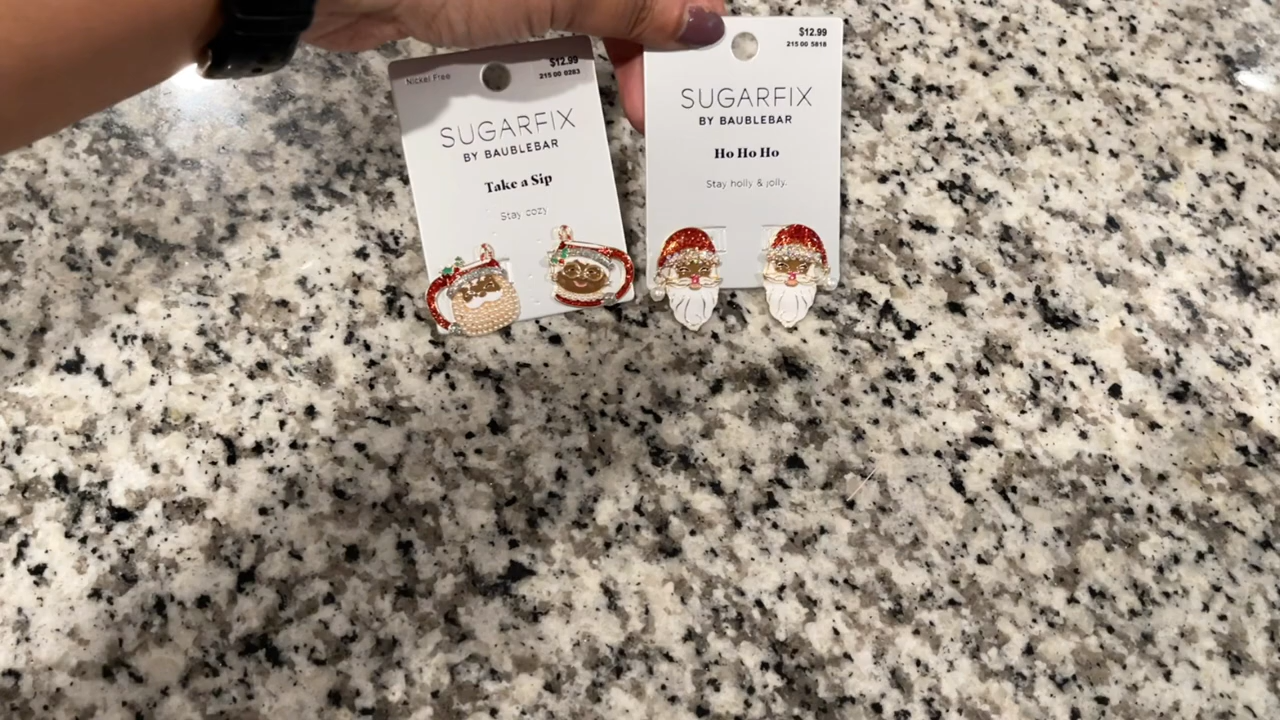 Nickel Free
$12.99
215 00 0283
SUGARFIX
BY BAUBLEBAR
Take a Sip
Stay cozy
$12.99
215 00 5818
SUGARFIX
BY BAUBLEBAR
Ho Ho Ho
Stay holly & jolly.